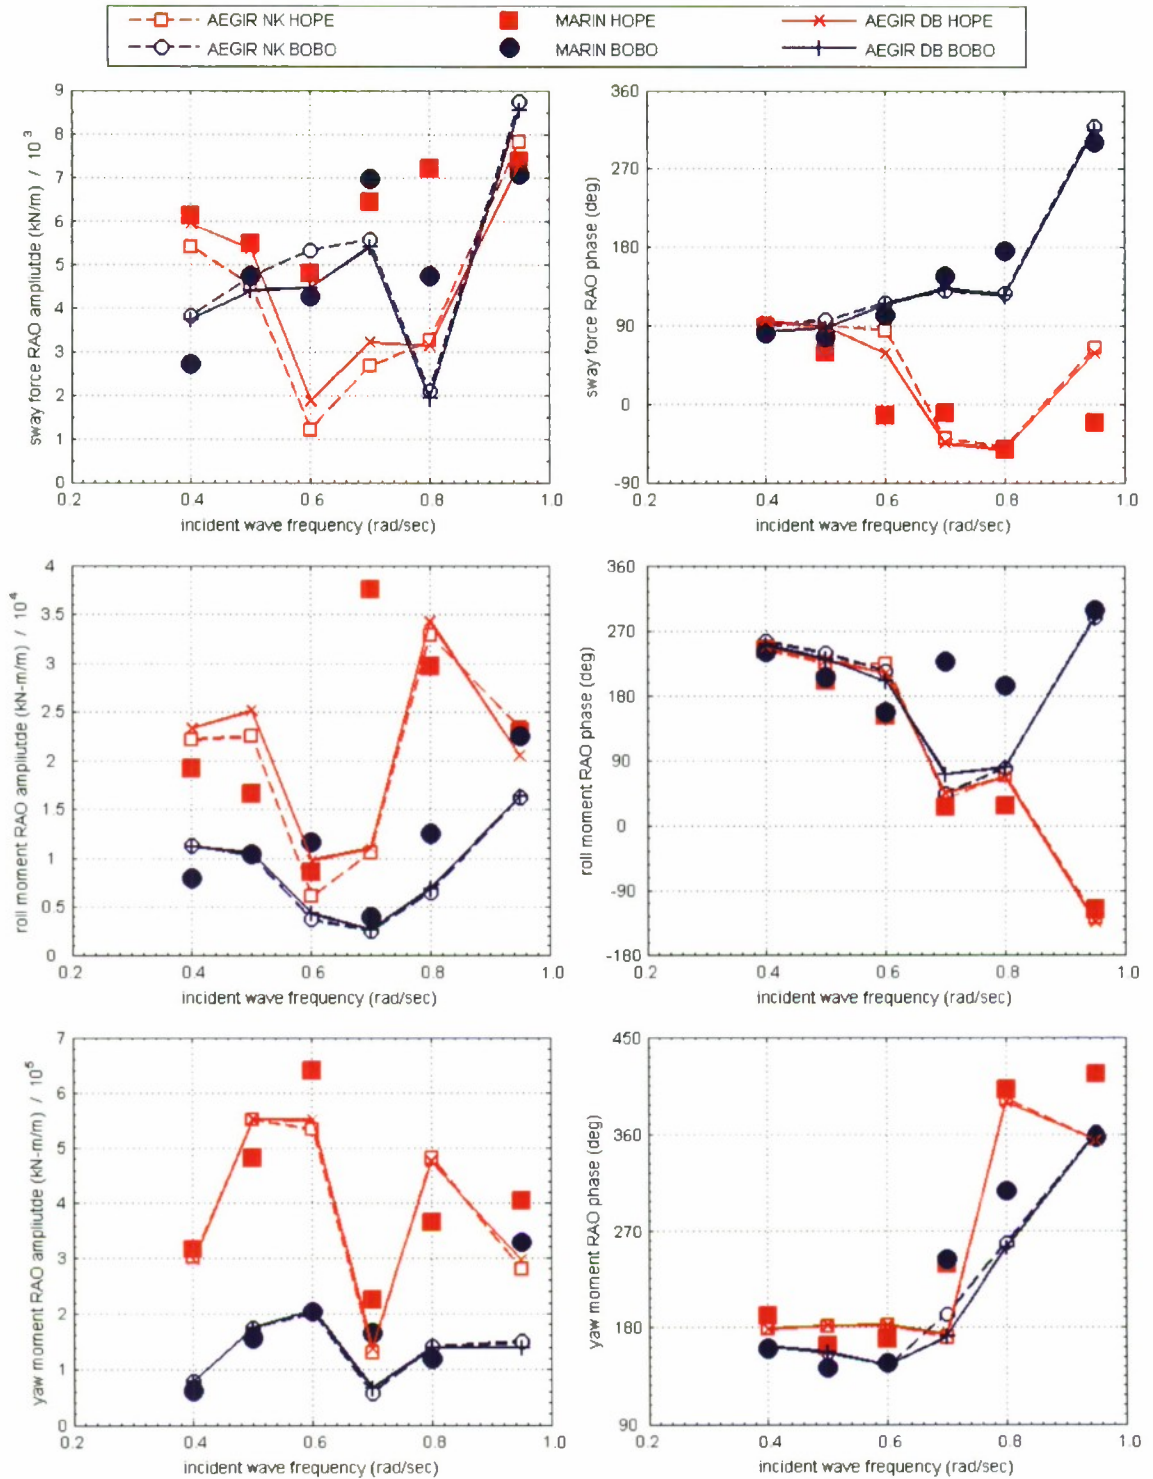 AEGIR NK HOPE MARIN HOPE AEGIR DB HOPE
AEGIR NK BOBO MARIN BOBO AEGIR DB BOBO
sway force RAO ampliutde (kN/m) / 10^3
9
8
7
6
5
4
3
2
1
0
0.2 0.4 0.6 0.8 1.0
incident wave frequency (rad/sec)
sway force RAO phase (deg)
360
270
180
90
0
-90
0.2 0.4 0.6 0.8 1.0
incident wave frequency (rad/sec)
roll moment RAO ampliutde (kN-m/m) / 10^4
4
3.5
3
2.5
2
1.5
1
0.5
0
0.2 0.4 0.6 0.8 1.0
incident wave frequency (rad/sec)
roll moment RAO phase (deg)
360
270
180
90
0
-90
-180
0.2 0.4 0.6 0.8 1.0
incident wave frequency (rad/sec)
yaw moment RAO ampliutde (kN-m/m) / 10^5
7
6
5
4
3
2
1
0
0.2 0.4 0.6 0.8 1.0
incident wave frequency (rad/sec)
yaw moment RAO phase (deg)
450
360
270
180
90
0.2 0.4 0.6 0.8 1.0
incident wave frequency (rad/sec)